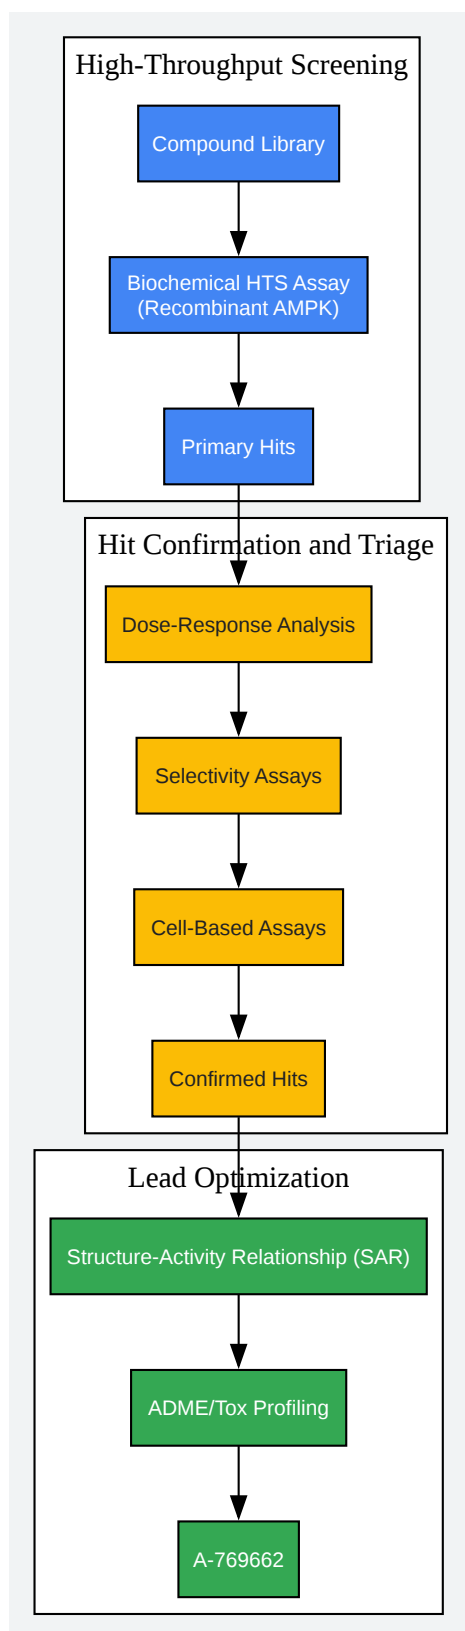 High-Throughput Screening
Compound Library
Biochemical HTS Assay
(Recombinant AMPK)
Primary Hits
Hit Confirmation and Triage
Dose-Response Analysis
Selectivity Assays
Cell-Based Assays
Confirmed Hits
Lead Optimization
Structure-Activity Relationship (SAR)
ADME/Tox Profiling
A-769662